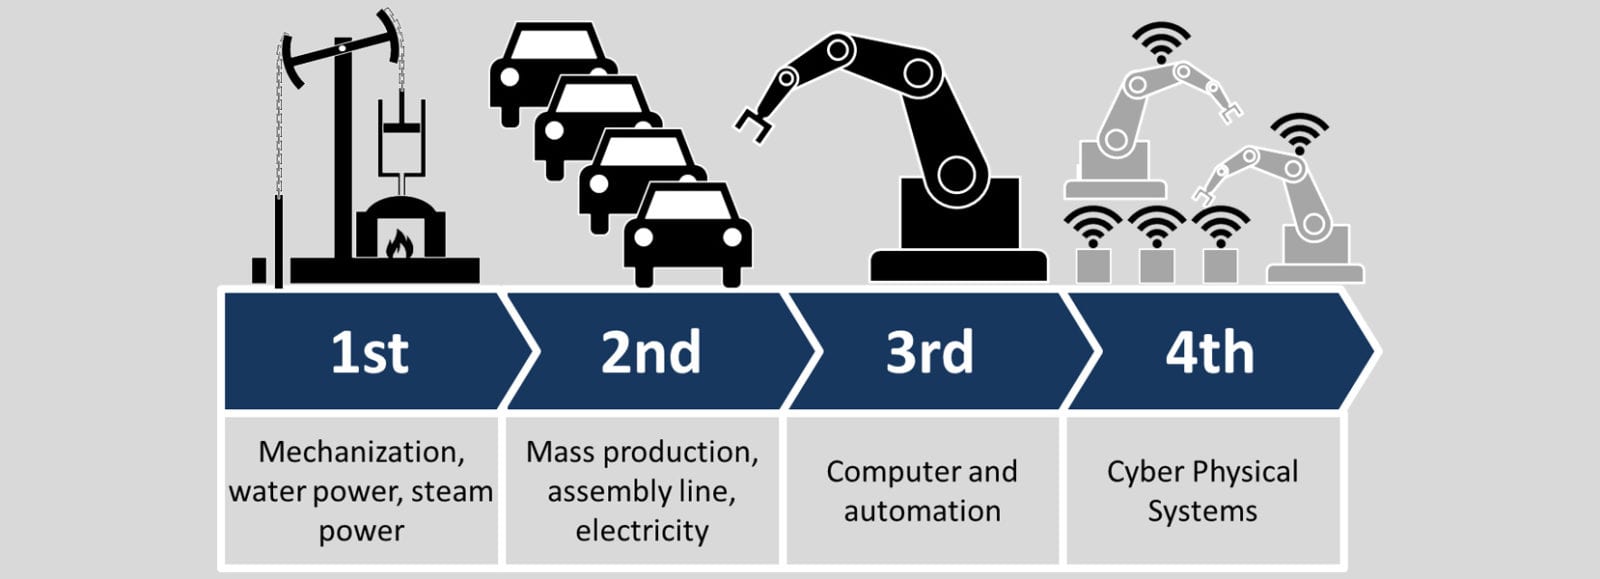 1st
2nd
3rd
4th
Mechanization,
water power, steam
power
Mass production,
assembly line,
electricity
Computer and
automation
Cyber Physical
Systems